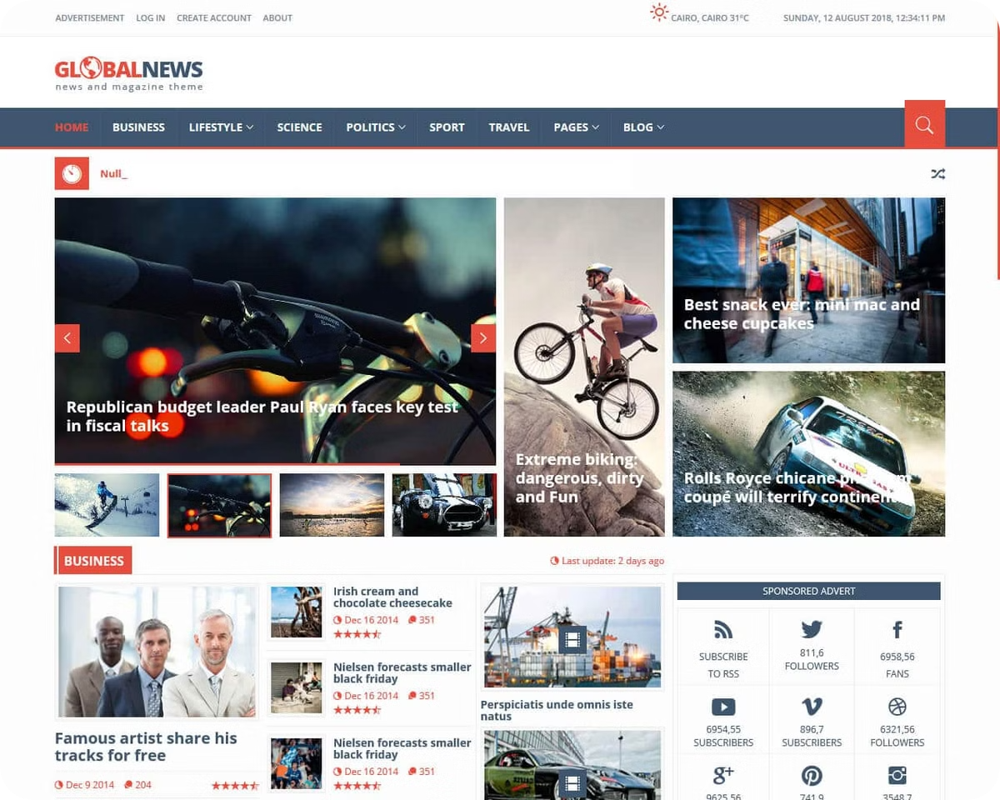 ADVERTISEMENT LOG IN CREATE ACCOUNT ABOUT
CAIRO, CAIRO 31°C SUNDAY, 12 AUGUST 2018, 12:34:11 PM
GLOBALNEWS
news and magazine theme
HOME BUSINESS LIFESTYLE SCIENCE POLITICS SPORT TRAVEL PAGES BLOG
Null_
SHIMANO
Republican budget leader Paul Ryan faces key test
in fiscal talks
Extreme biking:
dangerous, dirty
and Fun
Best snack ever: mini mac and
cheese cupcakes
Rolls Royce chicane
coupé will terrify
BUSINESS
Last update: 2 days ago
Famous artist share his
tracks for free
Dec 9 2014 204
Irish cream and
chocolate cheesecake
Dec 16 2014 351
Nielsen forecasts smaller
black friday
Dec 16 2014 351
Nielsen forecasts smaller
black friday
Dec 16 2014 351
Perspiciatis unde omnis iste
natus
SPONSORED ADVERT
SUBSCRIBE
TO RSS
811,6
FOLLOWERS
6958,56
FANS
6954,55
SUBSCRIBERS
896,7
SUBSCRIBERS
6321,56
FOLLOWERS
9625,56
741,9
3548,7